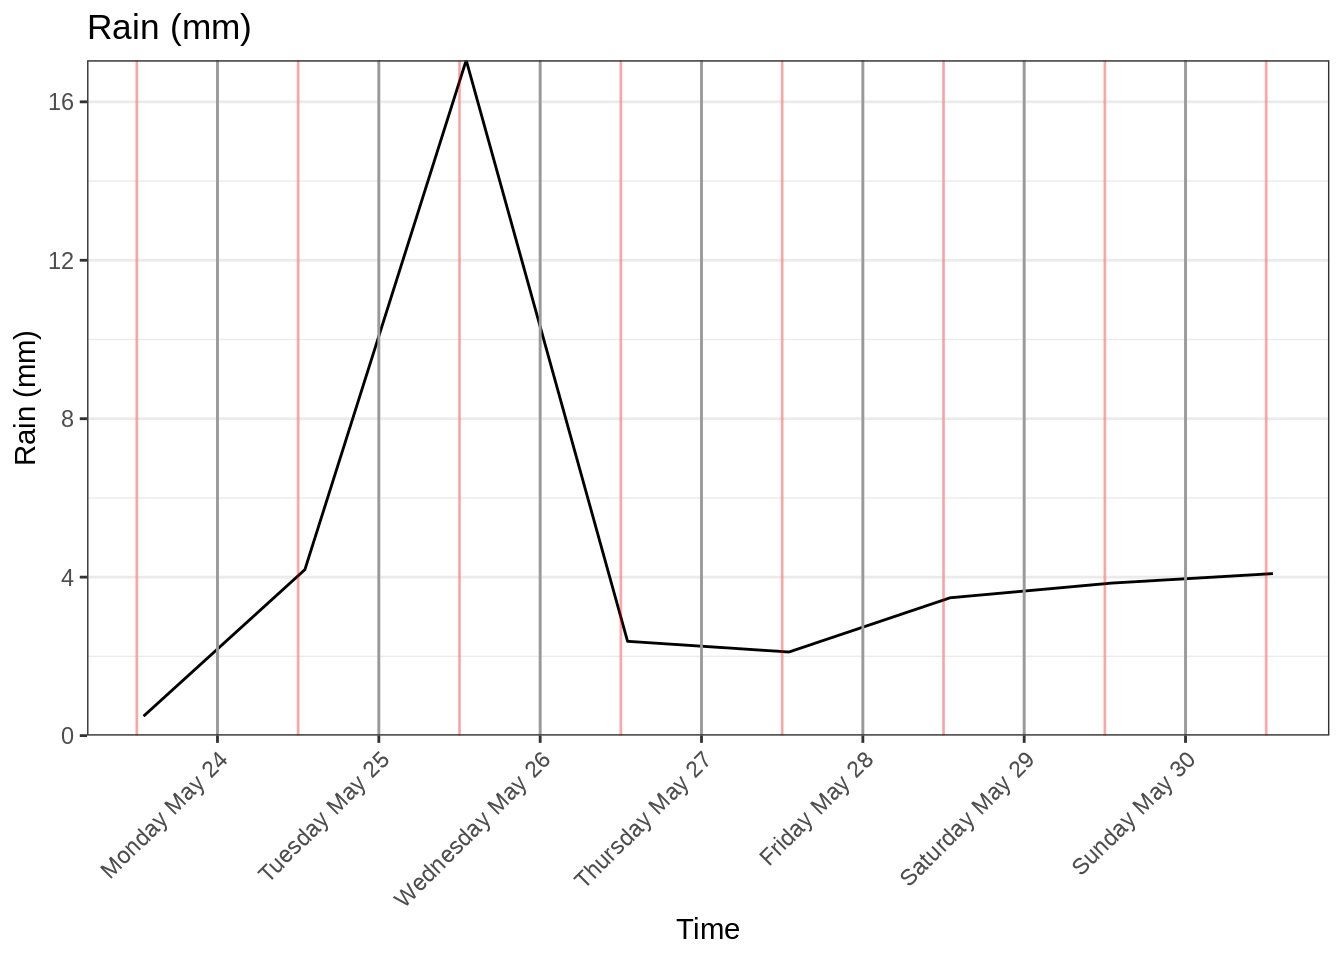 Rain (mm)
16
12
8
4
0
Rain (mm)
Monday May 24
Tuesday May 25
Wednesday May 26
Thursday May 27
Friday May 28
Saturday May 29
Sunday May 30
Time